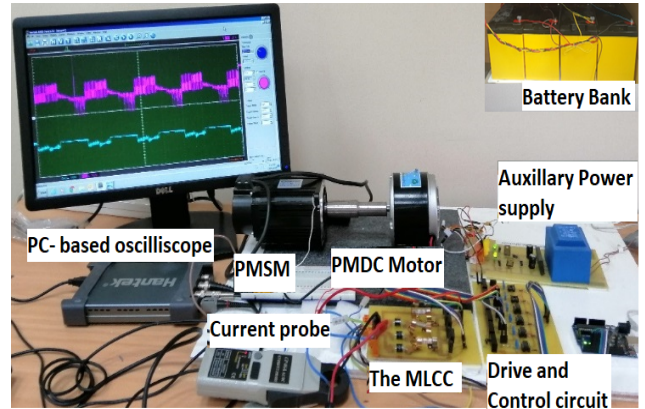 Battery Bank
Auxillary Power
supply
PC- based oscilliscope
PMSM
PMDC Motor
Hantek
Current probe
The MLCC
Drive and
Control circuit
DELL